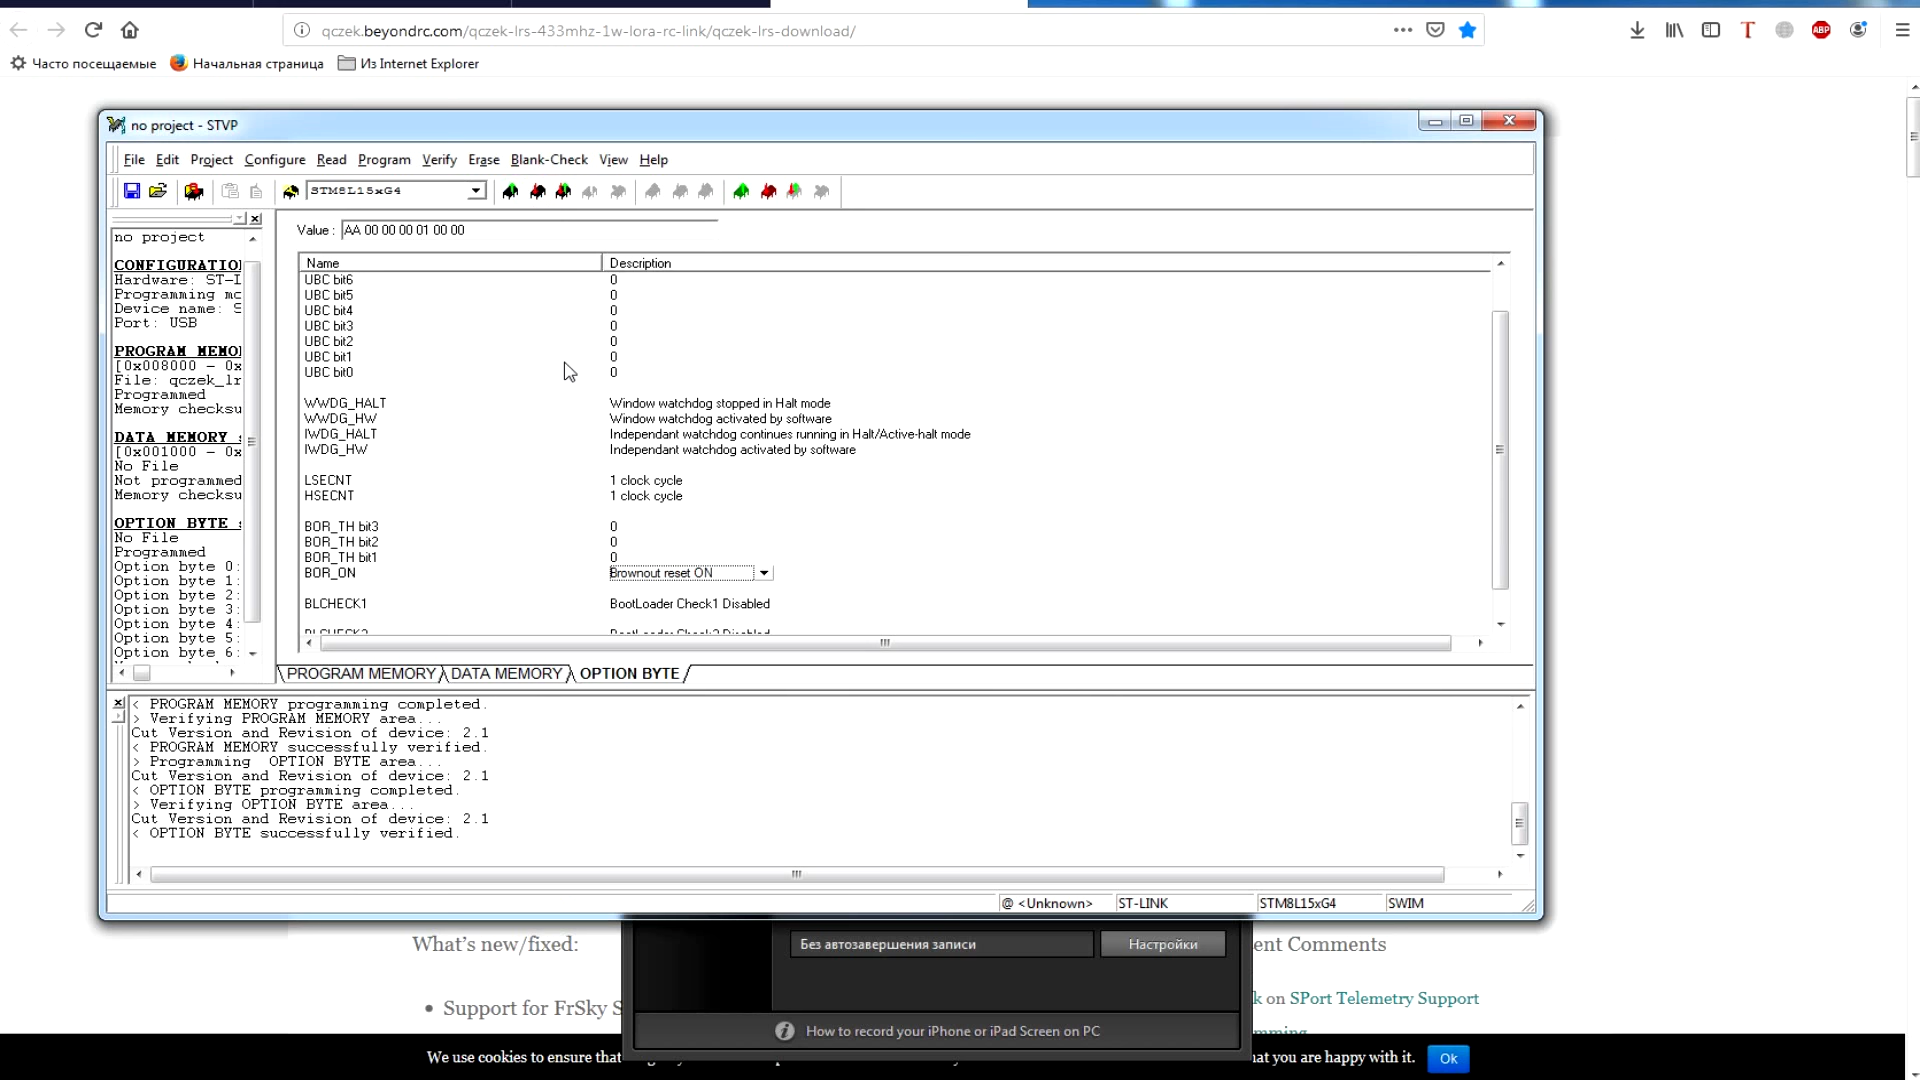 qczek.beyondrc.com/qczek-lrs-433mhz-1w-lora-rc-link/qczek-lrs-download/
ABP
Часто посещаемые Начальная страница Из Internet Explorer
no project - STVP
File Edit Project Configure Read Program Verify Erase Blank-Check View Help
STM8L15xG4
no project
CONFIGURATIO
Hardware: ST-L
Programming mo
Device name: S
Port: USB
PROGRAM MEMO
[0x008000 - 0x
File: qczek_lr
Programmed
Memory checksu
DATA MEMORY s
[0x001000 - 0x
No File
Not programmed
Memory checksu
OPTION BYTE s
No File
Programmed
Option byte 0:
Option byte 1:
Option byte 2:
Option byte 3:
Option byte 4:
Option byte 5:
Option byte 6:
Value : AA 00 00 00 01 00 00
Name Description
UBC bit6 0
UBC bit5 0
UBC bit4 0
UBC bit3 0
UBC bit2 0
UBC bit1 0
UBC bit0 0
WWDG_HALT Window watchdog stopped in Halt mode
WWDG_HW Window watchdog activated by software
IWDG_HALT Independant watchdog continues running in Halt/Active-halt mode
IWDG_HW Independant watchdog activated by software
LSECNT 1 clock cycle
HSECNT 1 clock cycle
BOR_TH bit3 0
BOR_TH bit2 0
BOR_TH bit1 0
BOR_ON Brownout reset ON
BLCHECK1 BootLoader Check1 Disabled
BLCHECK2 BootLoader Check2 Disabled
PROGRAM MEMORY DATA MEMORY OPTION BYTE
< PROGRAM MEMORY programming completed.
> Verifying PROGRAM MEMORY area...
Cut Version and Revision of device: 2.1
< PROGRAM MEMORY successfully verified.
> Programming  OPTION BYTE area...
Cut Version and Revision of device: 2.1
< OPTION BYTE programming completed.
> Verifying OPTION BYTE area...
Cut Version and Revision of device: 2.1
< OPTION BYTE successfully verified.
@ <Unknown> ST-LINK STM8L15xG4 SWIM
What's new/fixed:
Без автозавершения записи Настройки
ent Comments
• Support for FrSky S
k on SPort Telemetry Support
How to record your iPhone or iPad Screen on PC
We use cookies to ensure that
hat you are happy with it. Ok